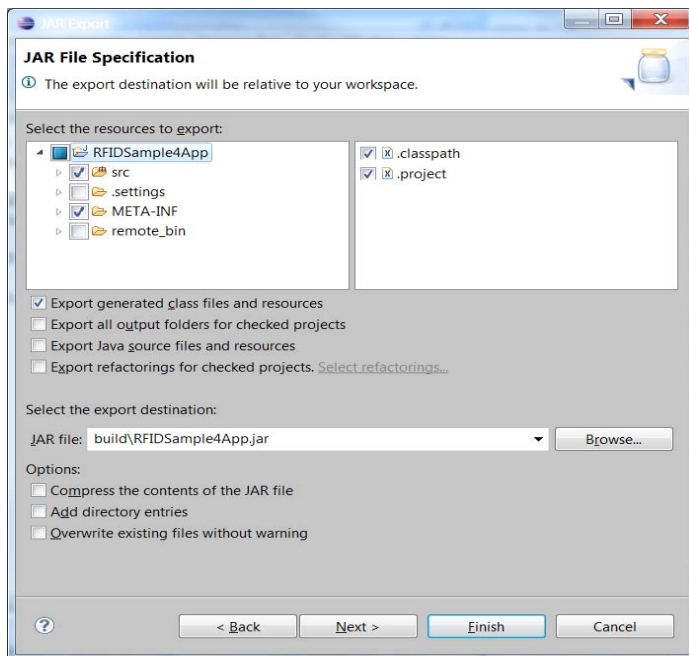 JAR Export
JAR File Specification
The export destination will be relative to your workspace.
Select the resources to export:
RFIDSample4App
src
.settings
META-INF
remote_bin
.classpath
.project
Export generated class files and resources
Export all output folders for checked projects
Export Java source files and resources
Export refactorings for checked projects. Select refactorings...
Select the export destination:
JAR file: build\RFIDSample4App.jar
Browse...
Options:
Compress the contents of the JAR file
Add directory entries
Overwrite existing files without warning
< Back Next > Finish Cancel